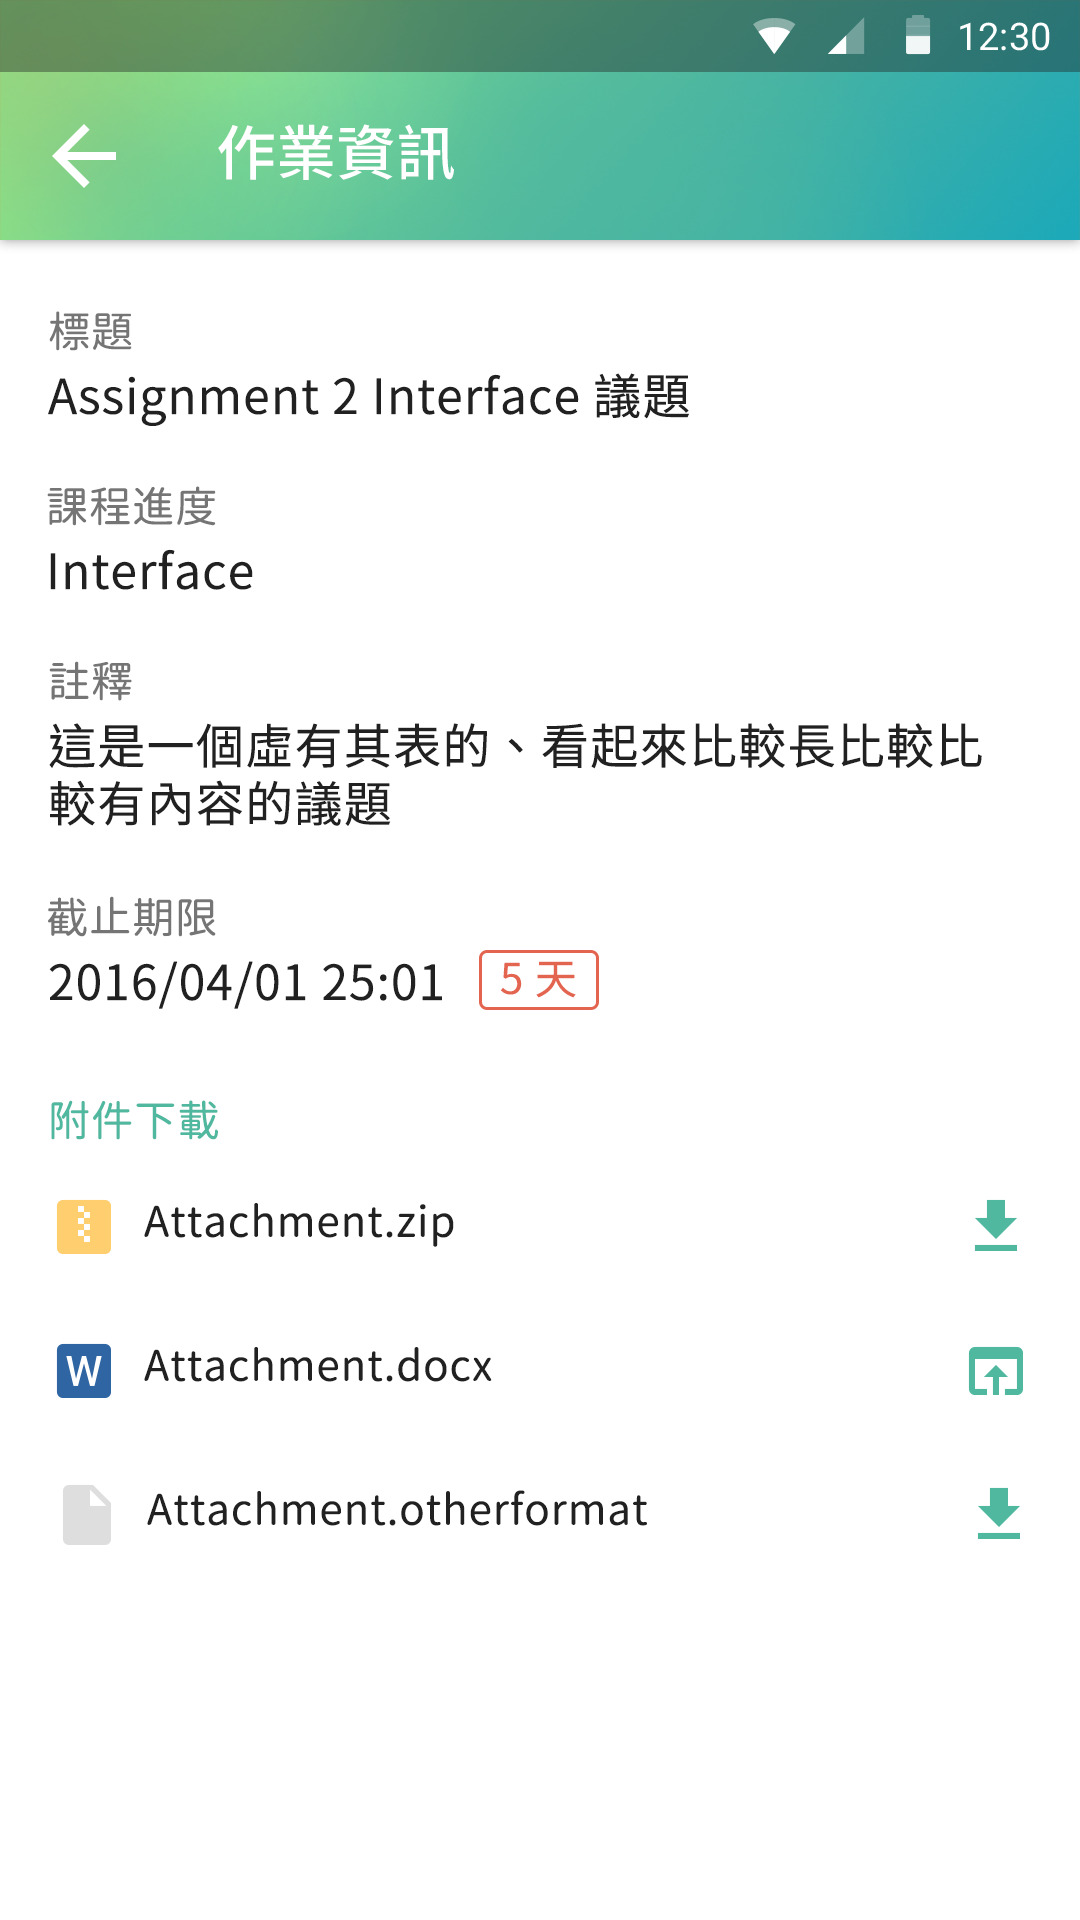 12:30
作業資訊
標題
Assignment 2 Interface 議題
課程進度
Interface
註釋
這是一個虛有其表的、看起來比較長比較比
較有內容的議題
截止期限
2016/04/01 25:01 5 天
附件下載
Attachment.zip
W Attachment.docx
Attachment.otherformat